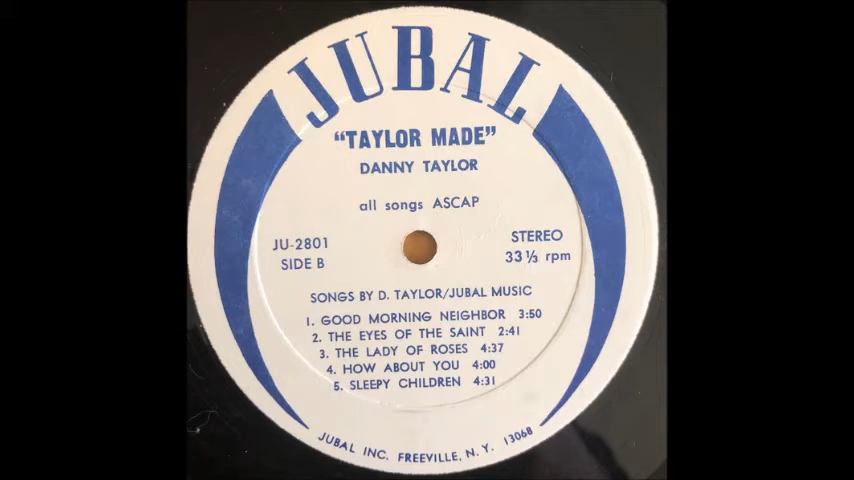 JUBAL
"TAYLOR MADE"
DANNY TAYLOR
all songs ASCAP
JU-2801
SIDE B
STEREO
33⅓ rpm
SONGS BY D. TAYLOR/JUBAL MUSIC
1. GOOD MORNING NEIGHBOR 3:50
2. THE EYES OF THE SAINT 2:41
3. THE LADY OF ROSES 4:37
4. HOW ABOUT YOU 4:00
5. SLEEPY CHILDREN 4:31
JUBAL INC. FREEVILLE, N. Y. 13068